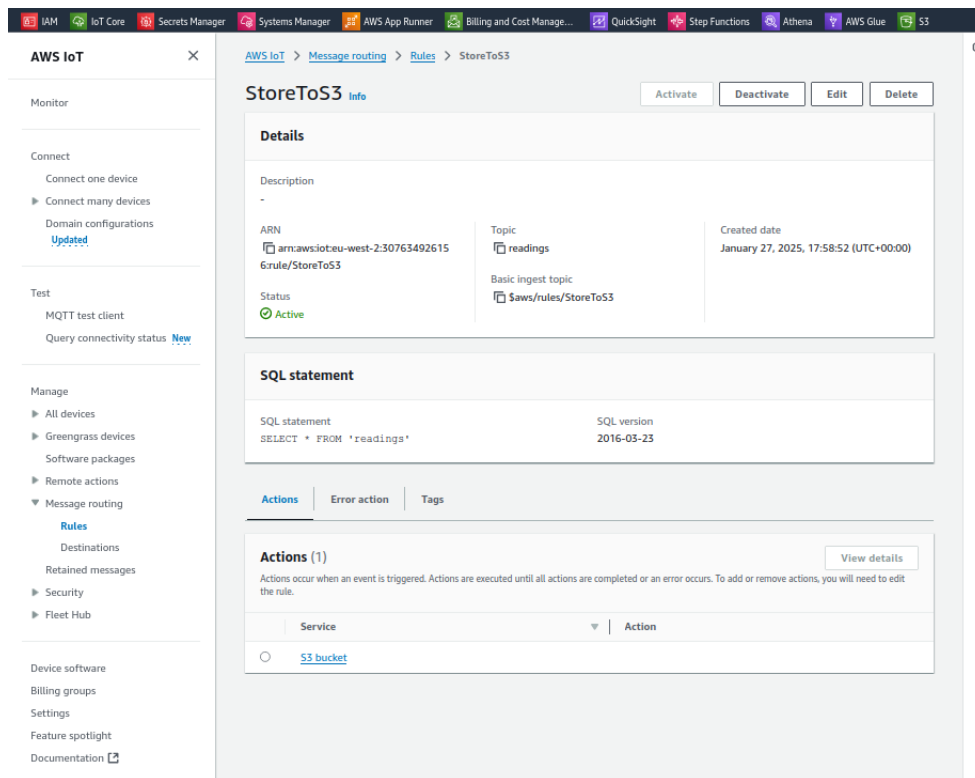 IAM IoT Core Secrets Manager Systems Manager AWS App Runner Billing and Cost Manage... QuickSight Step Functions Athena AWS Glue S3
AWS IoT
Monitor
Connect
Connect one device
Connect many devices
Domain configurations
Updated
Test
MQTT test client
Query connectivity status New
Manage
All devices
Greengrass devices
Software packages
Remote actions
Message routing
Rules
Destinations
Retained messages
Security
Fleet Hub
Device software
Billing groups
Settings
Feature spotlight
Documentation
AWS IoT > Message routing > Rules > StoreToS3
StoreToS3 Info
Activate Deactivate Edit Delete
Details
Description
-
ARN
arn:aws:iot:eu-west-2:30763492615
6:rule/StoreToS3
Status
Active
Topic
readings
Basic ingest topic
$aws/rules/StoreToS3
Created date
January 27, 2025, 17:58:52 (UTC+00:00)
SQL statement
SQL statement
SELECT * FROM 'readings'
SQL version
2016-03-23
Actions Error action Tags
Actions (1)
View details
Actions occur when an event is triggered. Actions are executed until all actions are completed or an error occurs. To add or remove actions, you will need to edit
the rule.
Service Action
S3 bucket